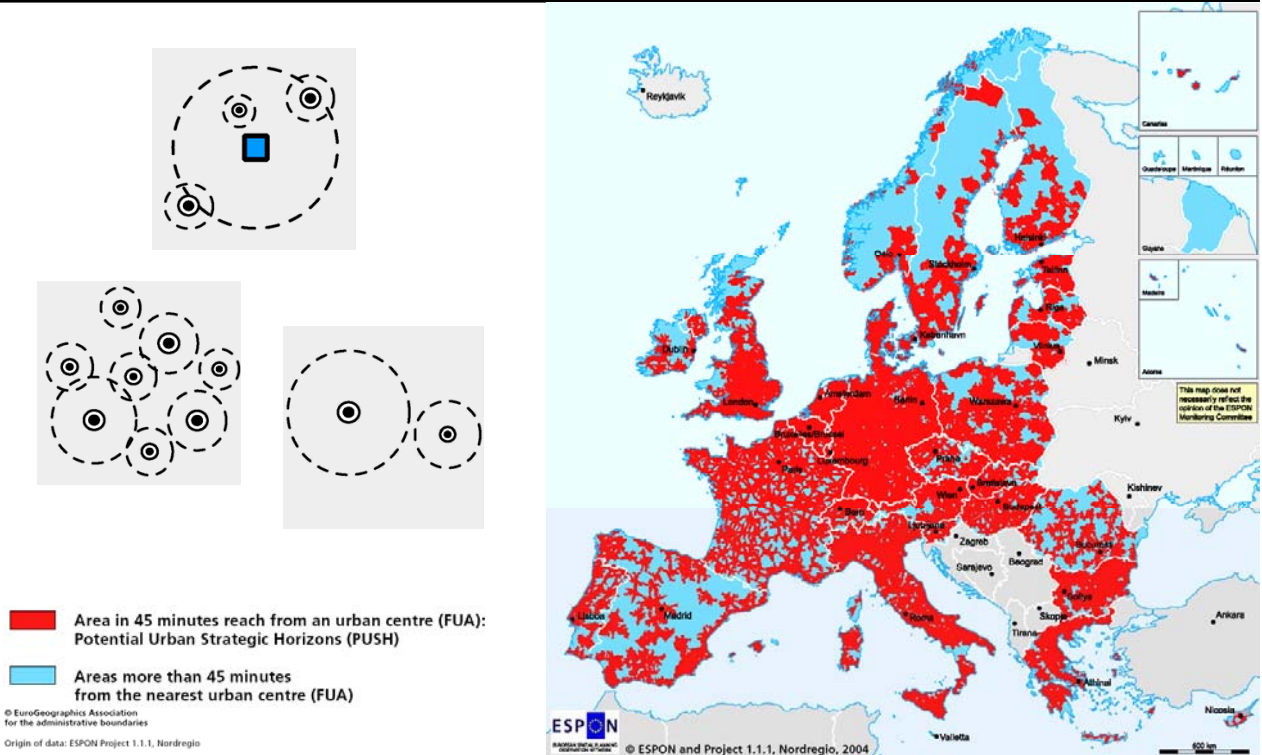 Area in 45 minutes reach from an urban centre (FUA):
Potential Urban Strategic Horizons (PUSH)
Areas more than 45 minutes
from the nearest urban centre (FUA)
© EuroGeographics Association
for the administrative boundaries
Origin of data: ESPON Project 1.1.1, Nordregio
Reykjavik
Canarias
Guadeloupe
Martinique
Réunion
Guyane
Madeira
This map does not
necessarily reflect the
opinion of the ESPON
Monitoring Committee
Oslo
Helsinki
Stockholm
Tallinn
Riga
København
Vilnius
Minsk
Dublin
London
Amsterdam
Berlin
Warszawa
Kyiv
Bruxelles/Brussel
Luxembourg
Praha
Paris
Wien
Bratislava
Kishinev
Bern
Budapest
Ljubljana
Zagreb
Bucuresti
Beograd
Sarajevo
Sofiya
Skopje
Tirana
Ankara
Lisboa
Madrid
Roma
Athinai
Nicosia
Valletta
ESPON
© ESPON and Project 1.1.1, Nordregio, 2004
600 km